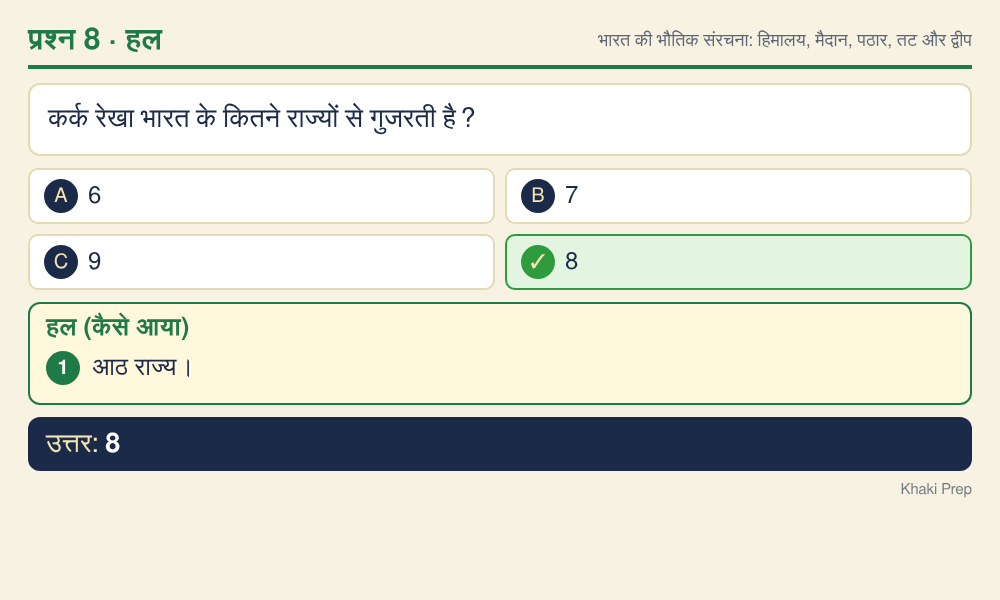 प्रश्न 8 · हल
भारत की भौतिक संरचना: हिमालय, मैदान, पठार, तट और द्वीप
कर्क रेखा भारत के कितने राज्यों से गुजरती है ?
A 6
B 7
C 9
✓ 8
हल (कैसे आया)
1 आठ राज्य।
उत्तर: 8
Khaki Prep